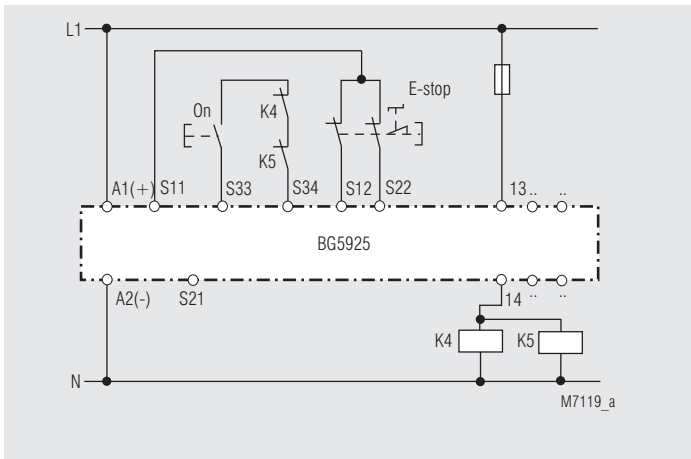 L1
E-stop
On
K4
K5
A1(+) S11 S33 S34 S12 S22 13 .. ..
BG5925
A2(-) S21 14 .. ..
K4 K5
N
M7119_a